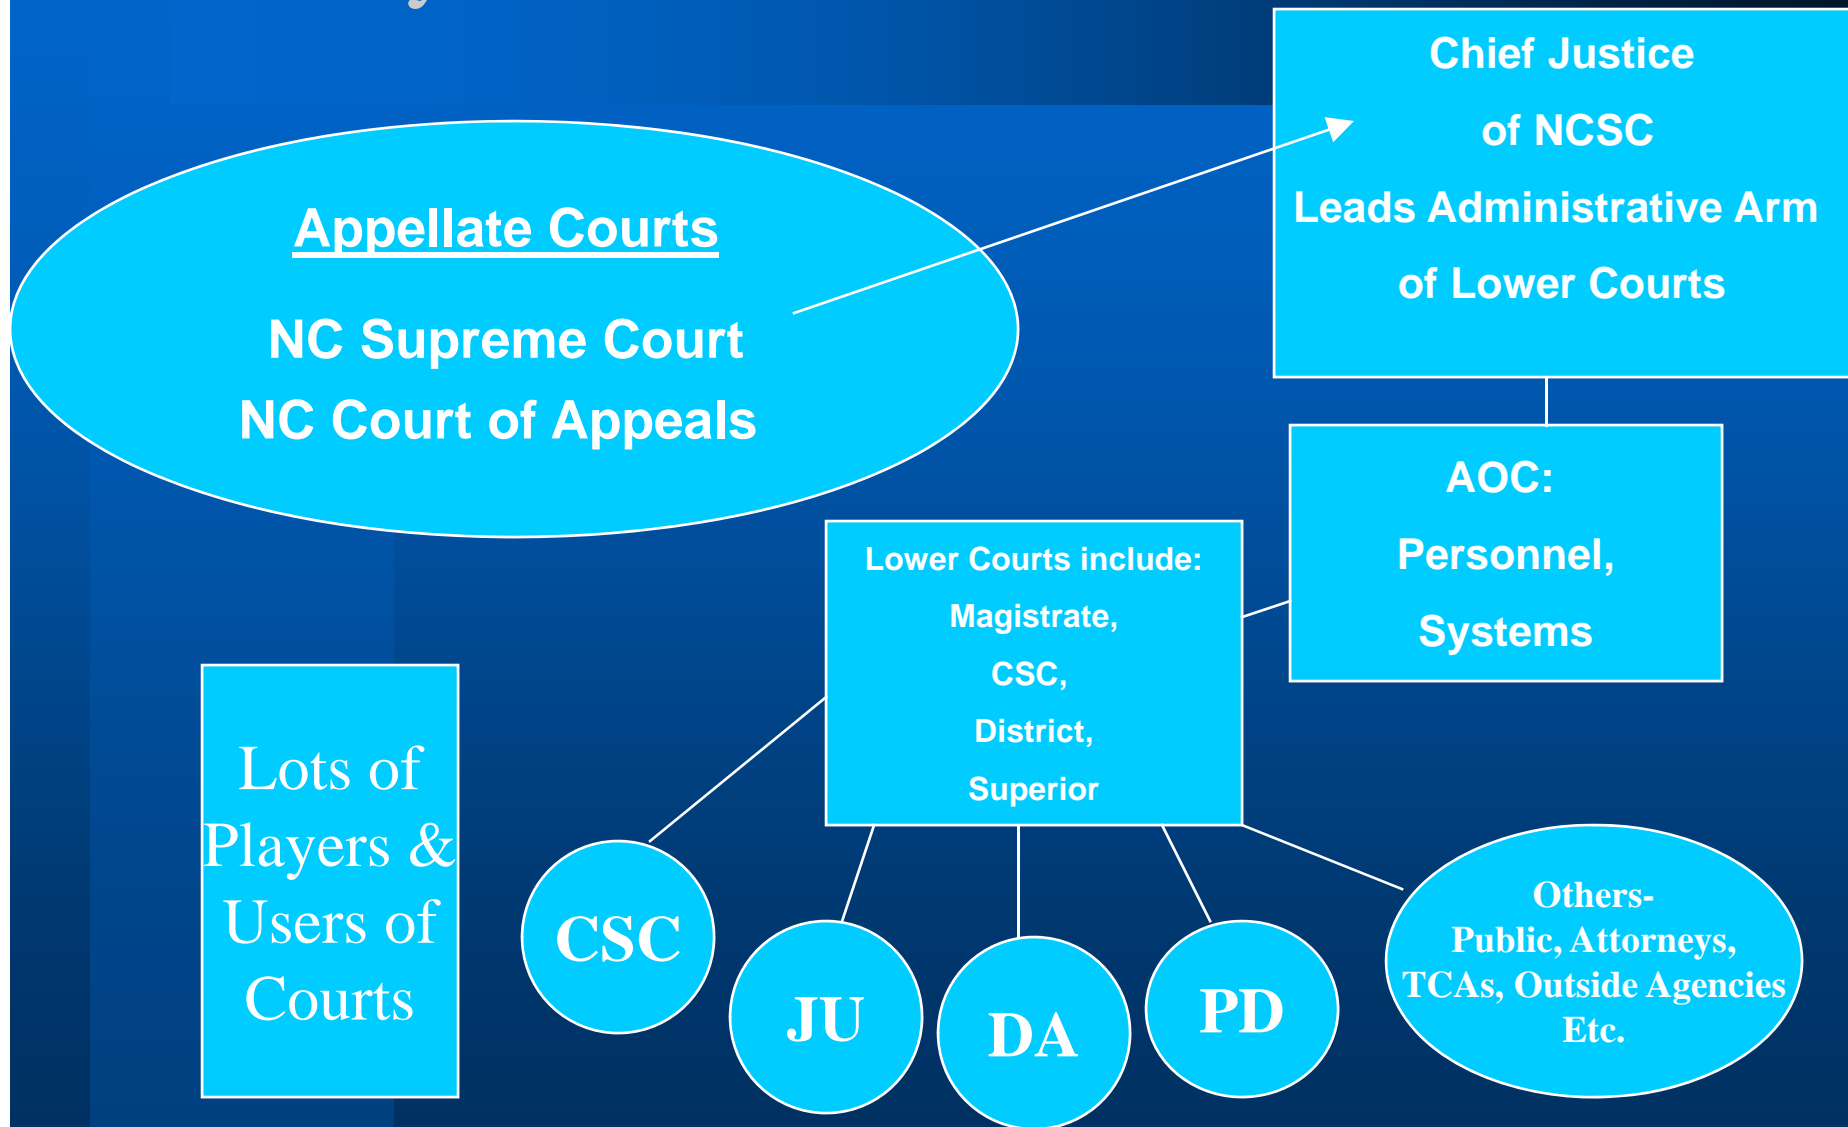 Chief Justice
of NCSC
Leads Administrative Arm
of Lower Courts
Appellate Courts
NC Supreme Court
NC Court of Appeals
AOC:
Personnel,
Systems
Lower Courts include:
Magistrate,
CSC,
District,
Superior
Lots of
Players &
Users of
Courts
CSC
JU
DA
PD
Others-
Public, Attorneys,
TCAs, Outside Agencies
Etc.